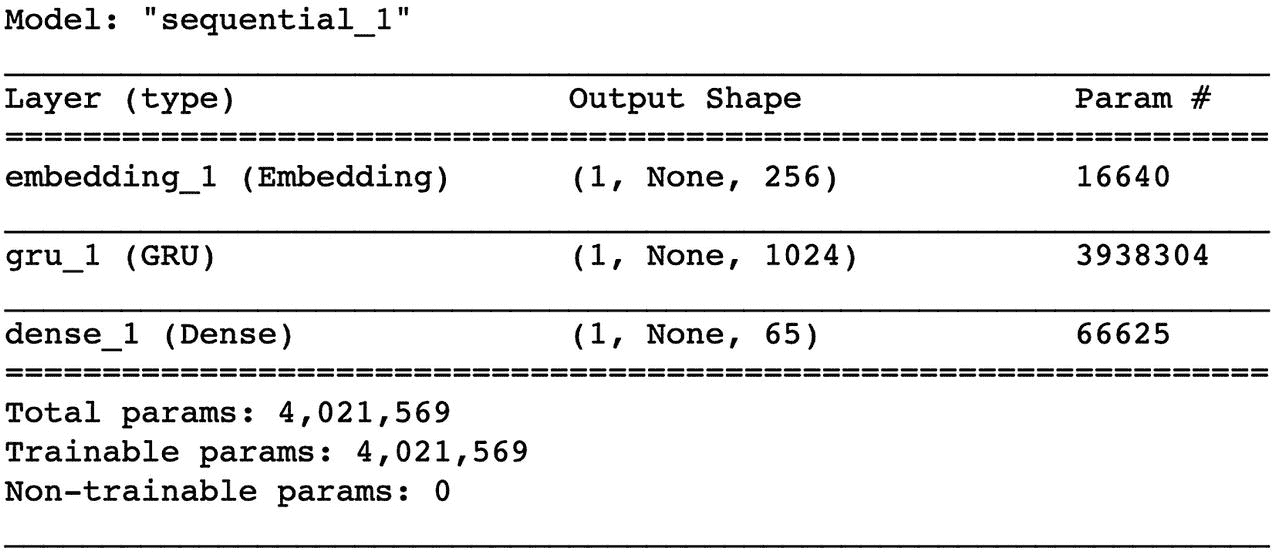 Model: "sequential_1"
Layer (type) Output Shape Param #
embedding_1 (Embedding) (1, None, 256) 16640
gru_1 (GRU) (1, None, 1024) 3938304
dense_1 (Dense) (1, None, 65) 66625
Total params: 4,021,569
Trainable params: 4,021,569
Non-trainable params: 0